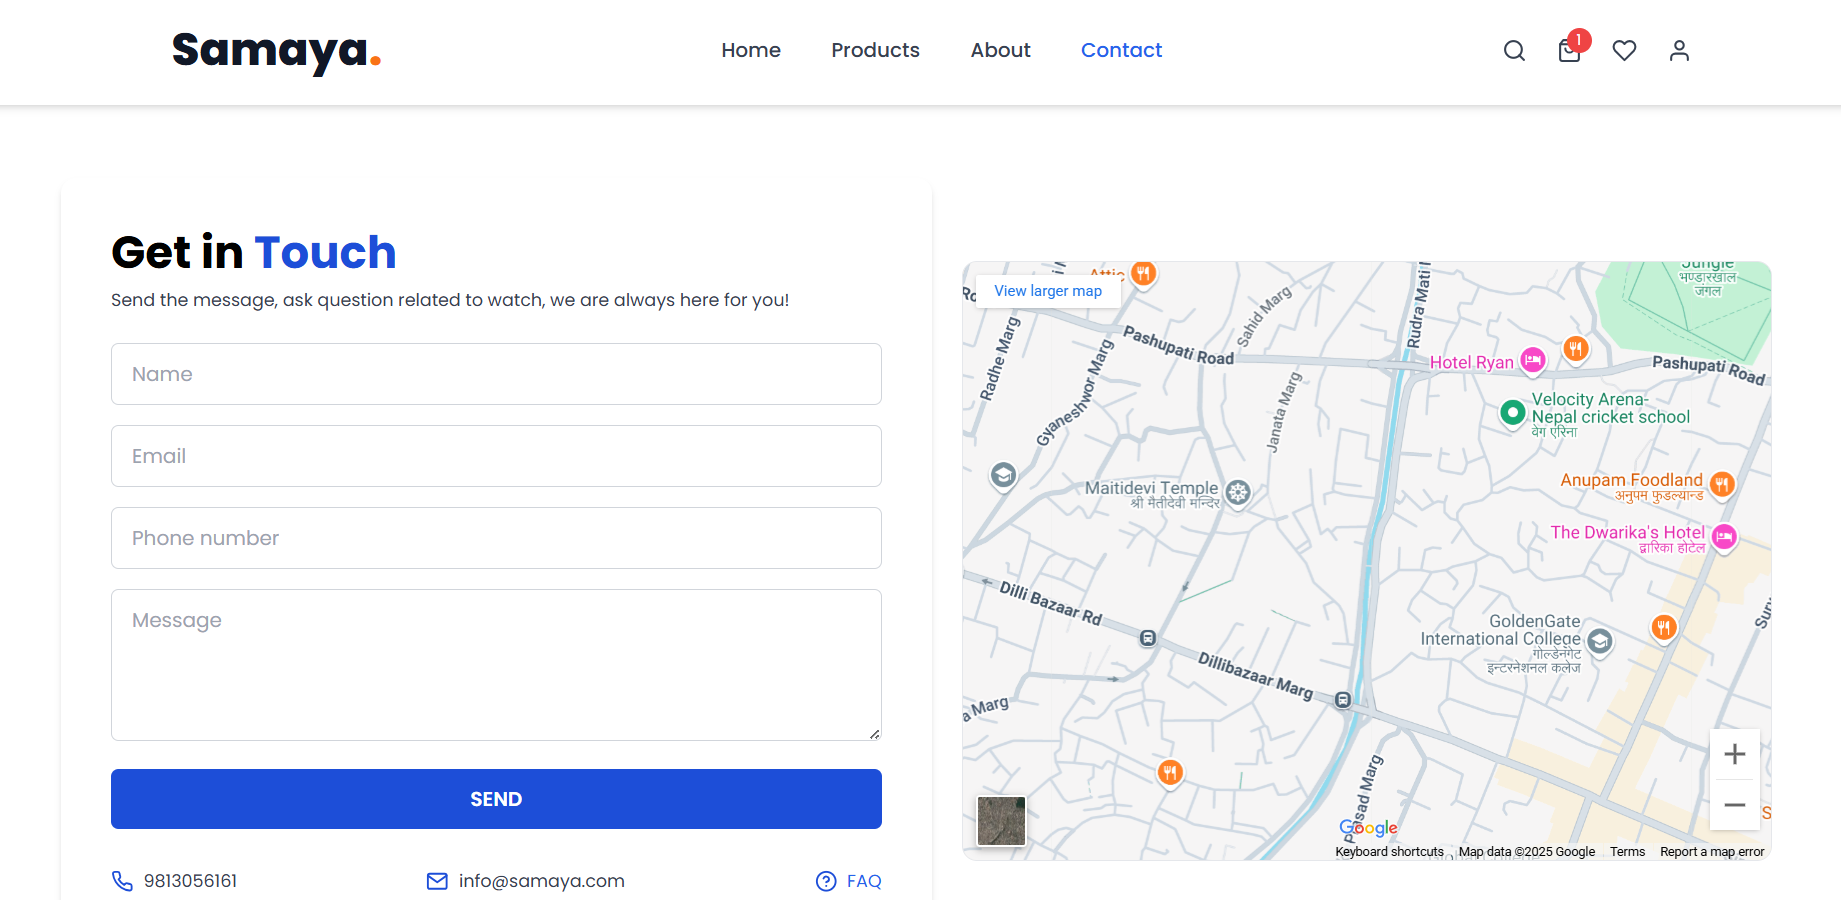 Samaya.
Home
Products
About
Contact
1
Get in Touch
Send the message, ask question related to watch, we are always here for you!
Name
Email
Phone number
Message
SEND
9813056161
info@samaya.com
FAQ
View larger map
Attic
Jungle
भण्डारखाल
जंगल
Radhe Marg
Gyaneshwor Marg
Pashupati Road
Sahid Marg
Janata Marg
Rudra Mati
Hotel Ryan
Pashupati Road
Velocity Arena-
Nepal cricket school
वेग एरिना
Maitidevi Temple
श्री मैतीदेवी मन्दिर
Anupam Foodland
अनुपम फुडल्यान्ड
The Dwarika's Hotel
द्वारिका होटेल
Dilli Bazaar Rd
Dillibazaar Marg
GoldenGate
International College
गोल्डेनगेट
इन्टरनेशनल कलेज
a Marg
Marg
Google
Keyboard shortcuts
Map data ©2025 Google
Terms
Report a map error